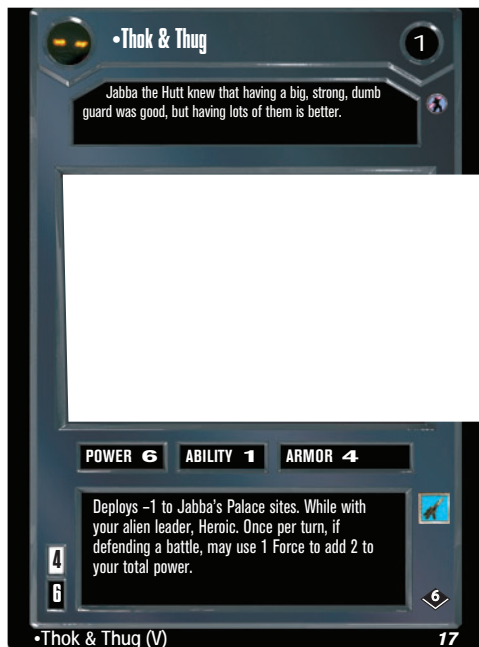 •Thok & Thug
1
Jabba the Hutt knew that having a big, strong, dumb
guard was good, but having lots of them is better.
POWER 6 ABILITY 1 ARMOR 4
Deploys –1 to Jabba's Palace sites. While with
your alien leader, Heroic. Once per turn, if
defending a battle, may use 1 Force to add 2 to
your total power.
4
6
6
•Thok & Thug (V) 17